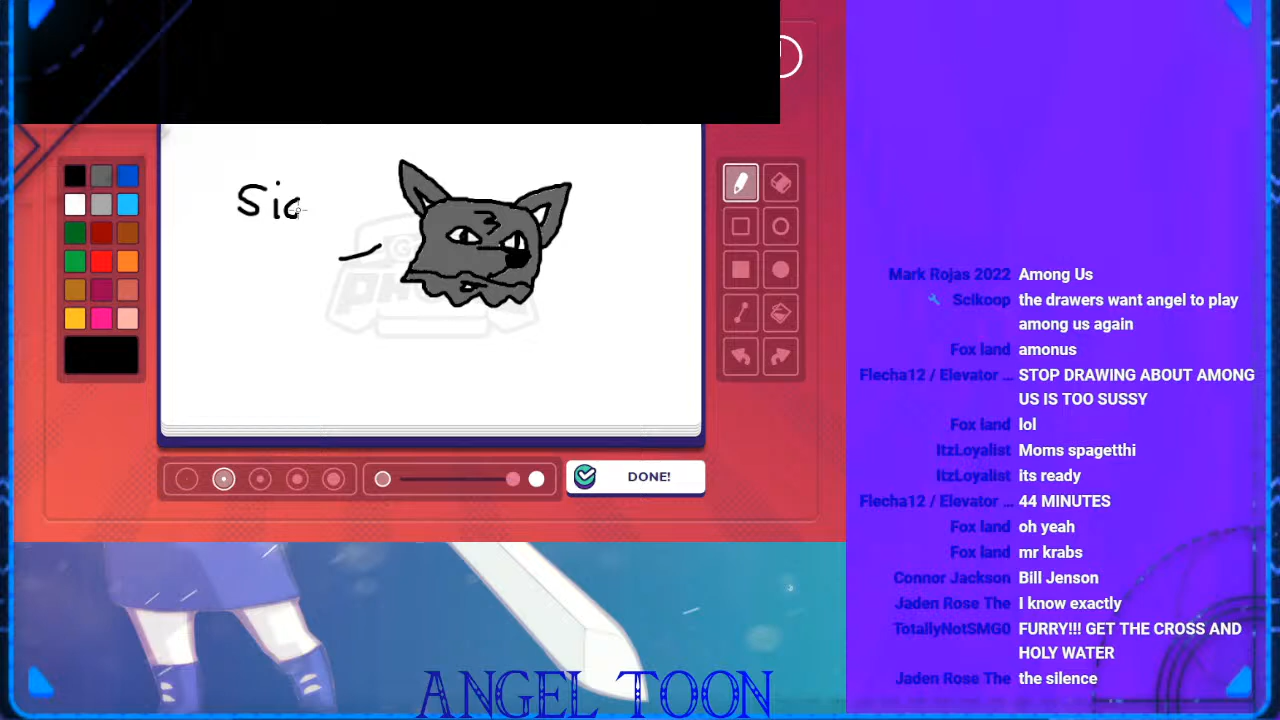 Sic
DONE!
Mark Rojas 2022 Among Us
Scikoop the drawers want angel to play
among us again
Fox land amonus
Flecha12 / Elevator ... STOP DRAWING ABOUT AMONG
US IS TOO SUSSY
Fox land lol
ItzLoyalist Moms spagetthi
ItzLoyalist its ready
Flecha12 / Elevator ... 44 MINUTES
Fox land oh yeah
Fox land mr krabs
Connor Jackson Bill Jenson
Jaden Rose The I know exactly
TotallyNotSMG0 FURRY!!! GET THE CROSS AND
HOLY WATER
Jaden Rose The the silence
ANGEL TOON